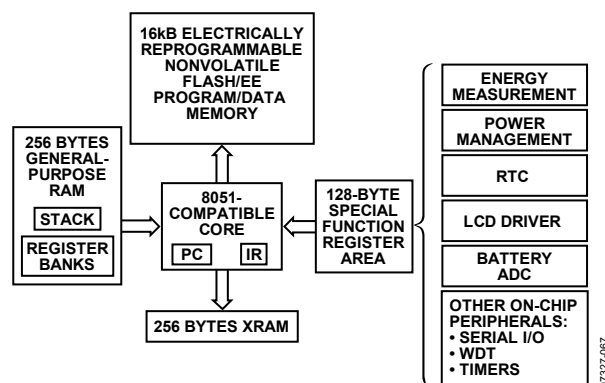 16kB ELECTRICALLY
REPROGRAMMABLE
NONVOLATILE
FLASH/EE
PROGRAM/DATA
MEMORY
256 BYTES
GENERAL-
PURPOSE
RAM
STACK
REGISTER
BANKS
8051-
COMPATIBLE
CORE
PC IR
256 BYTES XRAM
128-BYTE
SPECIAL
FUNCTION
REGISTER
AREA
ENERGY
MEASUREMENT
POWER
MANAGEMENT
RTC
LCD DRIVER
BATTERY
ADC
OTHER ON-CHIP
PERIPHERALS:
• SERIAL I/O
• WDT
• TIMERS
7327-067